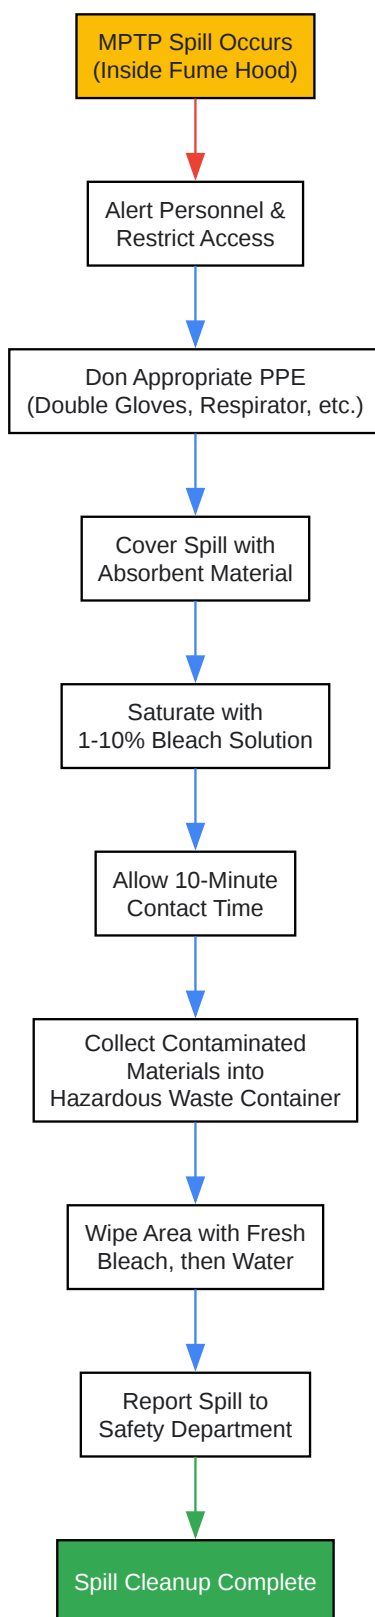 MPTP Spill Occurs
(Inside Fume Hood)
Alert Personnel &
Restrict Access
Don Appropriate PPE
(Double Gloves, Respirator, etc.)
Cover Spill with
Absorbent Material
Saturate with
1-10% Bleach Solution
Allow 10-Minute
Contact Time
Collect Contaminated
Materials into
Hazardous Waste Container
Wipe Area with Fresh
Bleach, then Water
Report Spill to
Safety Department
Spill Cleanup Complete